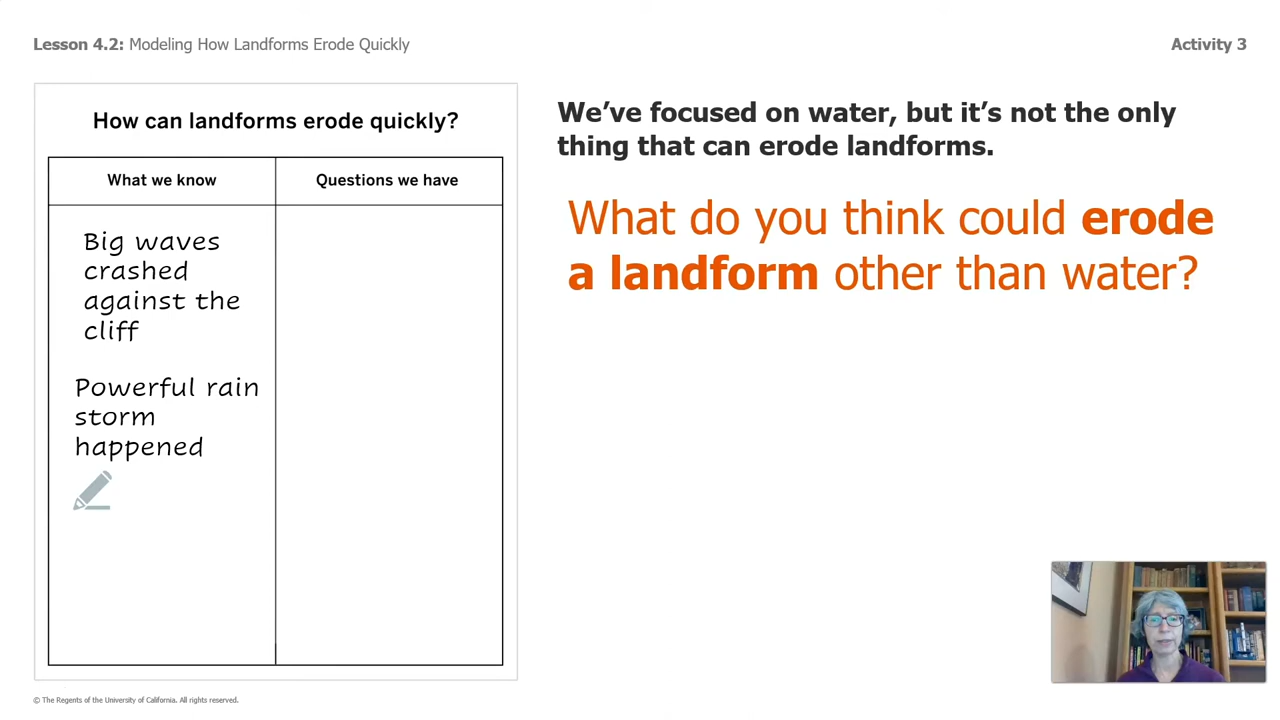 Lesson 4.2: Modeling How Landforms Erode Quickly
Activity 3
How can landforms erode quickly?
What we know
Questions we have
Big waves
crashed
against the
cliff
Powerful rain
storm
happened
We've focused on water, but it's not the only
thing that can erode landforms.
What do you think could erode
a landform other than water?
© The Regents of the University of California. All rights reserved.